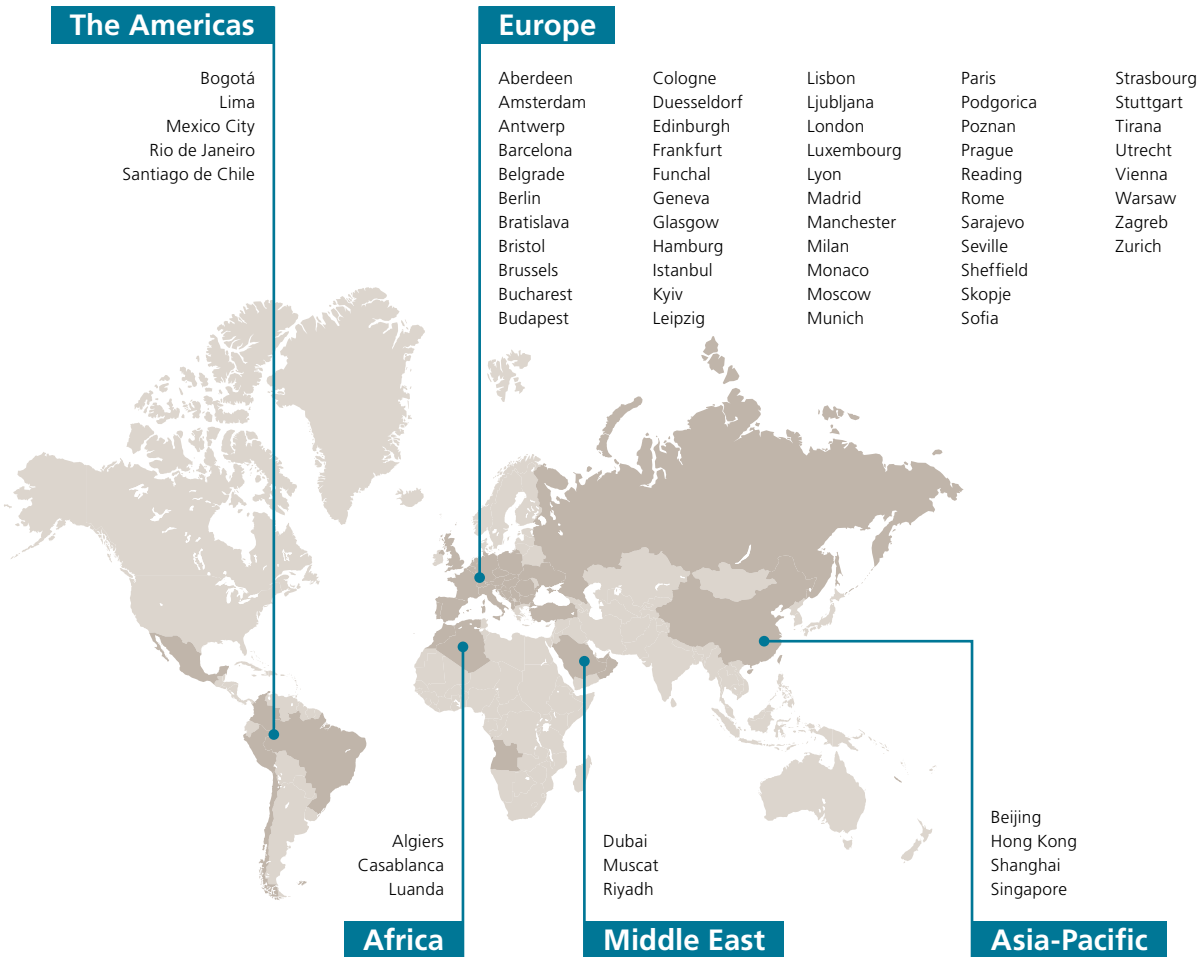 The Americas
Bogotá
Lima
Mexico City
Rio de Janeiro
Santiago de Chile
Europe
Aberdeen
Amsterdam
Antwerp
Barcelona
Belgrade
Berlin
Bratislava
Bristol
Brussels
Bucharest
Budapest
Cologne
Duesseldorf
Edinburgh
Frankfurt
Funchal
Geneva
Glasgow
Hamburg
Istanbul
Kyiv
Leipzig
Lisbon
Ljubljana
London
Luxembourg
Lyon
Madrid
Manchester
Milan
Monaco
Moscow
Munich
Paris
Podgorica
Poznan
Prague
Reading
Rome
Sarajevo
Seville
Sheffield
Skopje
Sofia
Strasbourg
Stuttgart
Tirana
Utrecht
Vienna
Warsaw
Zagreb
Zurich
Algiers
Casablanca
Luanda
Africa
Dubai
Muscat
Riyadh
Middle East
Beijing
Hong Kong
Shanghai
Singapore
Asia-Pacific